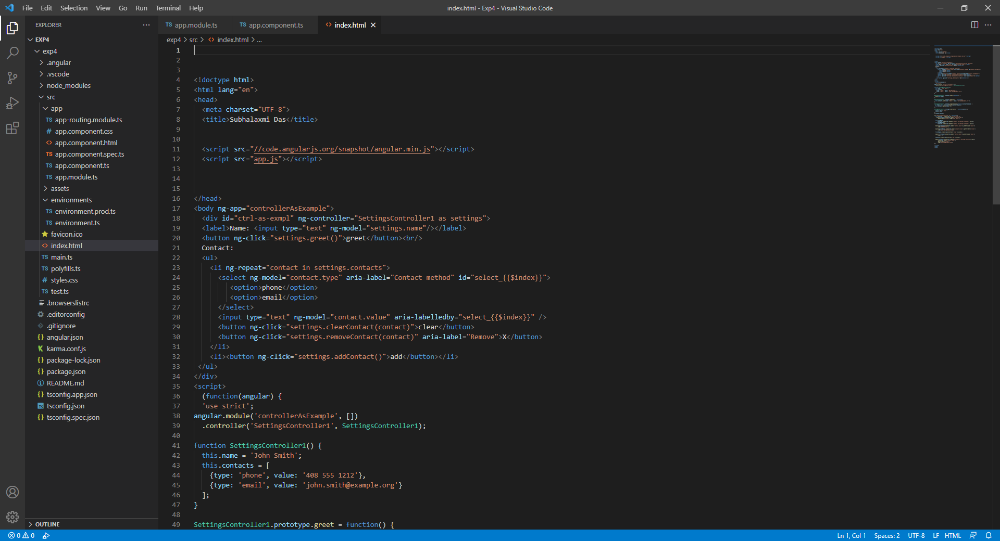 File Edit Selection View Go Run Terminal Help
index.html - Exp4 - Visual Studio Code
EXPLORER
TS app.module.ts
TS app.component.ts
<> index.html
exp4 > src > <> index.html > ...
EXP4
exp4
.angular
.vscode
node_modules
src
app
TS app-routing.module.ts
# app.component.css
<> app.component.html
TS app.component.spec.ts
TS app.component.ts
TS app.module.ts
assets
environments
TS environment.prod.ts
TS environment.ts
favicon.ico
<> index.html
TS main.ts
TS polyfills.ts
# styles.css
TS test.ts
.browserslistrc
.editorconfig
.gitignore
{} angular.json
karma.conf.js
{} package-lock.json
{} package.json
README.md
{} tsconfig.app.json
TS tsconfig.json
{} tsconfig.spec.json
OUTLINE
1
2
3
4 <!doctype html>
5 <html lang="en">
6 <head>
7 <meta charset="UTF-8">
8 <title>Subhalaxmi Das</title>
9
10
11 <script src="//code.angularjs.org/snapshot/angular.min.js"></script>
12 <script src="app.js"></script>
13
14
15
16 </head>
17 <body ng-app="controllerAsExample">
18 <div id="ctrl-as-exmpl" ng-controller="SettingsController1 as settings">
19 <label>Name: <input type="text" ng-model="settings.name"/></label>
20 <button ng-click="settings.greet()">greet</button><br/>
21 Contact:
22 <ul>
23 <li ng-repeat="contact in settings.contacts">
24 <select ng-model="contact.type" aria-label="Contact method" id="select_{{$index}}">
25 <option>phone</option>
26 <option>email</option>
27 </select>
28 <input type="text" ng-model="contact.value" aria-labelledby="select_{{$index}}" />
29 <button ng-click="settings.clearContact(contact)">clear</button>
30 <button ng-click="settings.removeContact(contact)" aria-label="Remove">X</button>
31 </li>
32 <li><button ng-click="settings.addContact()">add</button></li>
33 </ul>
34 </div>
35 <script>
36 (function(angular) {
37 'use strict';
38 angular.module('controllerAsExample', [])
39 .controller('SettingsController1', SettingsController1);
40
41 function SettingsController1() {
42 this.name = 'John Smith';
43 this.contacts = [
44 {type: 'phone', value: '408 555 1212'},
45 {type: 'email', value: 'john.smith@example.org'}
46 ];
47 }
48
49 SettingsController1.prototype.greet = function() {
0 0
Ln 1, Col 1 Spaces: 2 UTF-8 LF HTML